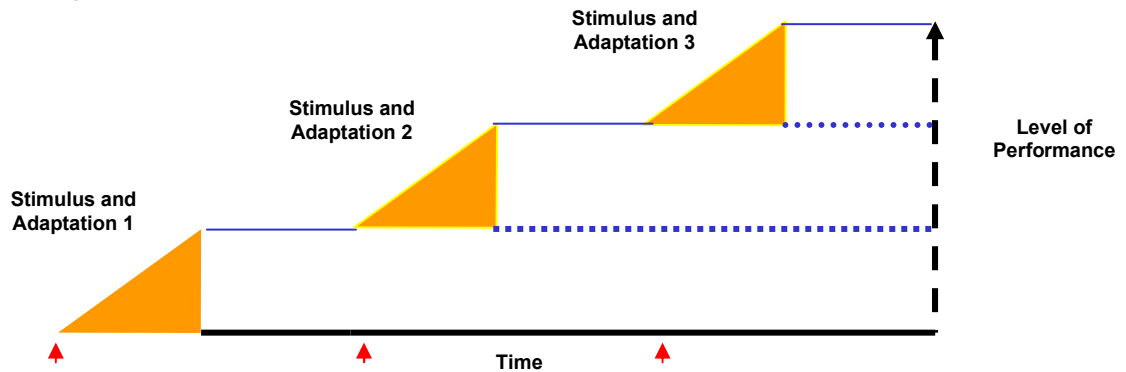 Stimulus and
Adaptation 3
Stimulus and
Adaptation 2
Level of
Performance
Stimulus and
Adaptation 1
Time